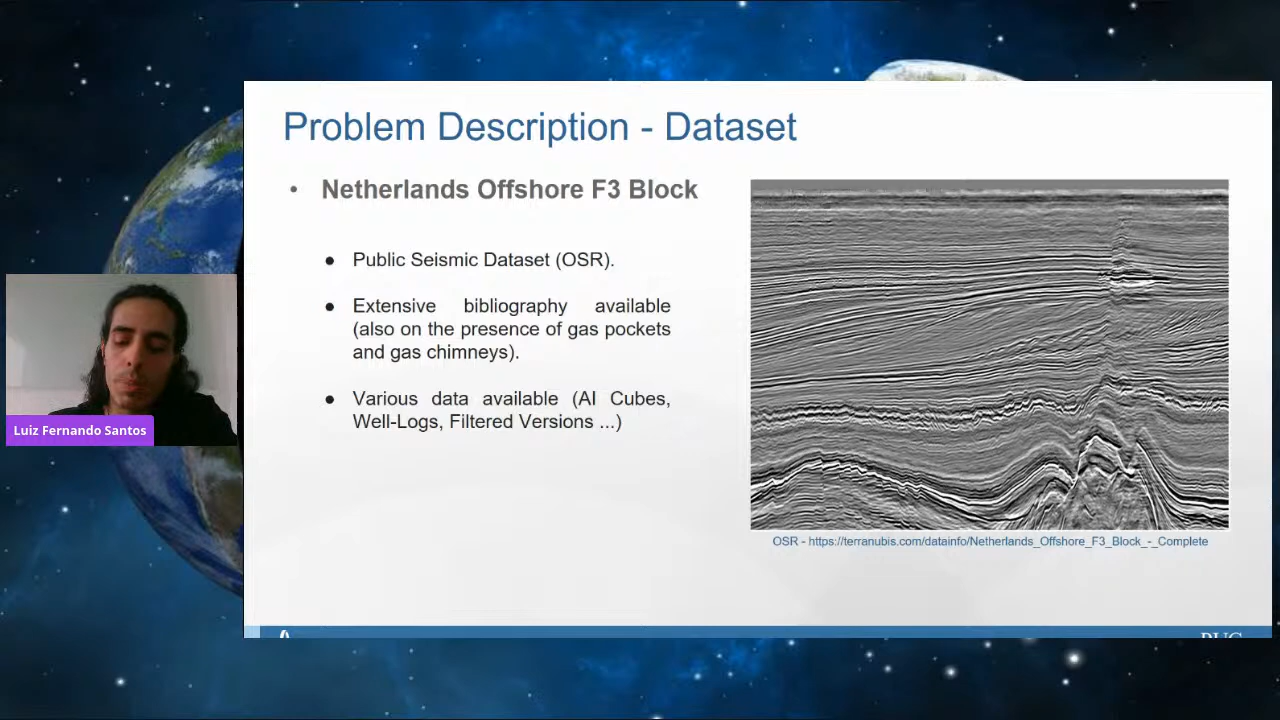 Problem Description - Dataset
• Netherlands Offshore F3 Block
● Public Seismic Dataset (OSR).
● Extensive bibliography available
(also on the presence of gas pockets
and gas chimneys).
● Various data available (AI Cubes,
Well-Logs, Filtered Versions ...)
OSR - https://terranubis.com/datainfo/Netherlands_Offshore_F3_Block_-_Complete
Luiz Fernando Santos